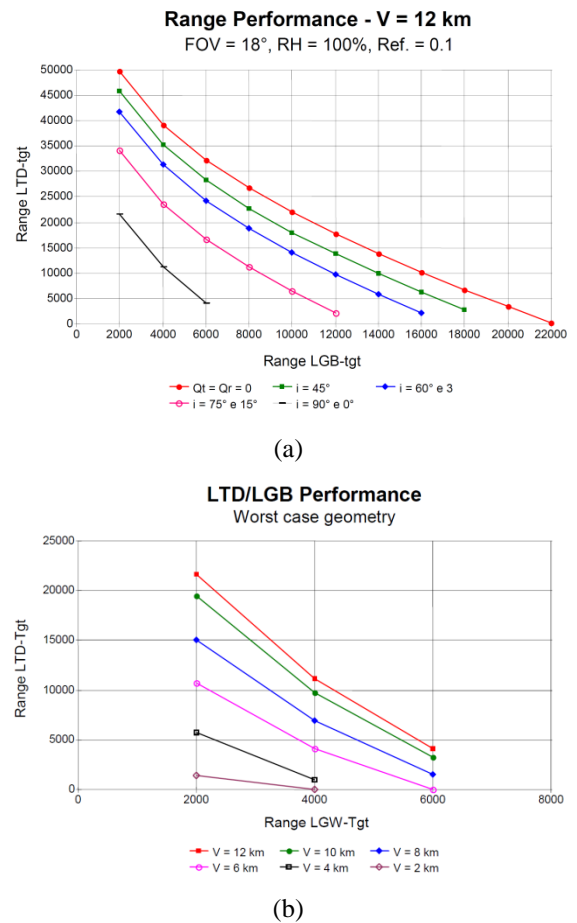 Range Performance - V = 12 km
FOV = 18°, RH = 100%, Ref. = 0.1
50000
45000
40000
35000
30000
25000
20000
15000
10000
5000
0
Range LTD-tgt
0 2000 4000 6000 8000 10000 12000 14000 16000 18000 20000 22000
Range LGB-tgt
Qt = Qr = 0 i = 45° i = 60° e 3
i = 75° e 15° i = 90° e 0°
(a)
LTD/LGB Performance
Worst case geometry
25000
20000
15000
10000
5000
0
Range LTD-Tgt
0 2000 4000 6000 8000
Range LGW-Tgt
V = 12 km V = 10 km V = 8 km
V = 6 km V = 4 km V = 2 km
(b)